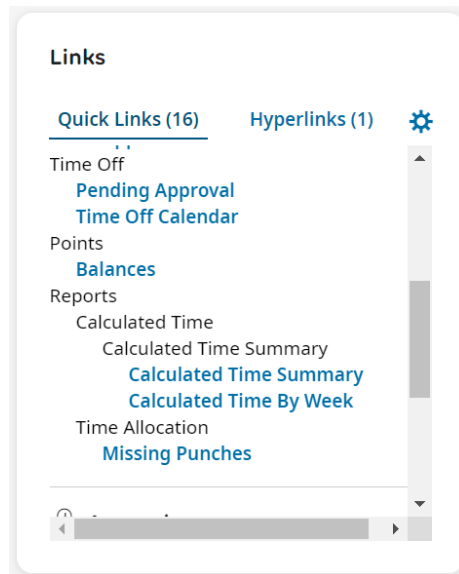 Links
Quick Links (16) Hyperlinks (1)
Time Off
Pending Approval
Time Off Calendar
Points
Balances
Reports
Calculated Time
Calculated Time Summary
Calculated Time Summary
Calculated Time By Week
Time Allocation
Missing Punches